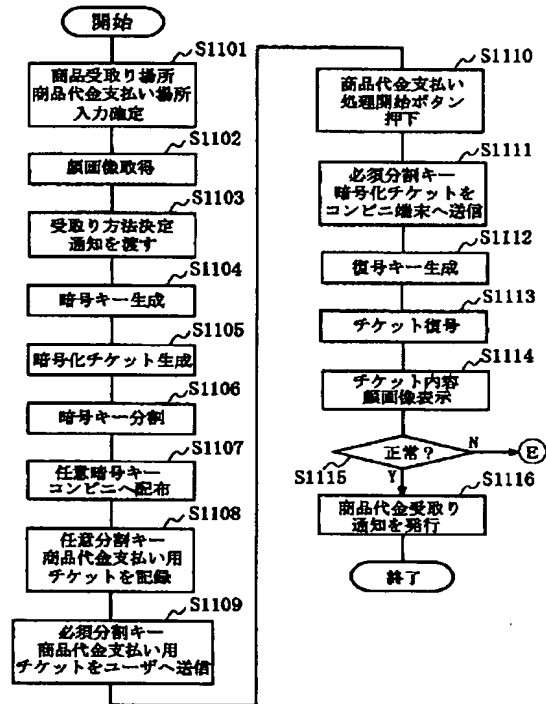 開始
S1101
商品受取り場所
商品代金支払い場所
入力確定
S1102
顔画像取得
S1103
受取り方法決定
通知を渡す
S1104
暗号キー生成
S1105
暗号化チケット生成
S1106
暗号キー分割
S1107
任意暗号キー
コンビニへ配布
S1108
任意分割キー
商品代金支払い用
チケットを記録
S1109
必須分割キー
商品代金支払い用
チケットをユーザへ送信
S1110
商品代金支払い
処理開始ボタン
押下
S1111
必須分割キー
暗号化チケットを
コンビニ端末へ送信
S1112
復号キー生成
S1113
チケット復号
S1114
チケット内容
顔画像表示
正常?
N
E
S1115
Y
S1116
商品代金受取り
通知を発行
終了